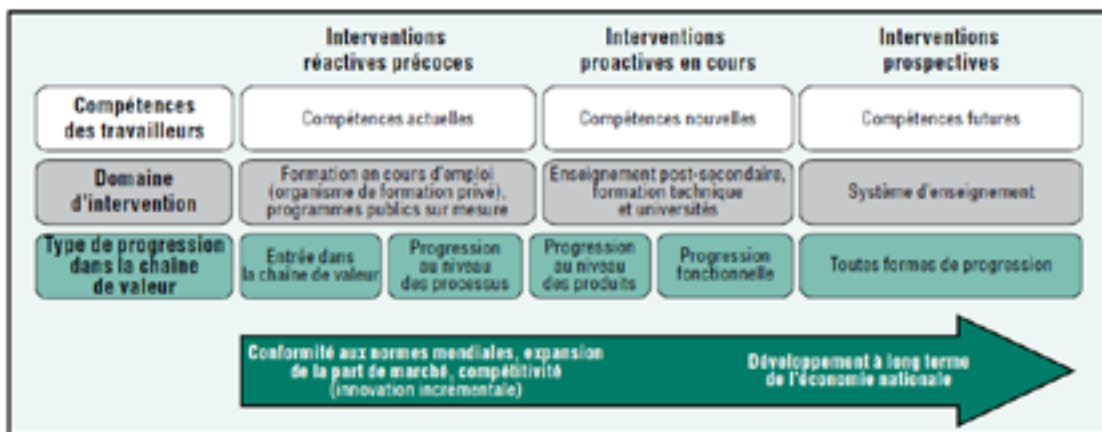 Interventions
réactives précoces
Interventions
proactives en cours
Interventions
prospectives
Compétences
des travailleurs
Compétences actuelles
Compétences nouvelles
Compétences futures
Domaine
d'intervention
Formation en cours d'emploi
(organisme de formation privé),
programmes publics sur mesure
Enseignement post-secondaire,
formation technique
et universités
Système d'enseignement
Type de progression
dans la chaîne
de valeur
Entrée dans
la chaîne de valeur
Progression
au niveau
des processus
Progression
au niveau
des produits
Progression
fonctionnelle
Toutes formes de progression
Conformité aux normes mondiales, expansion
de la part de marché, compétitivité
(innovation incrémentale)
Développement à long terme
de l'économie nationale